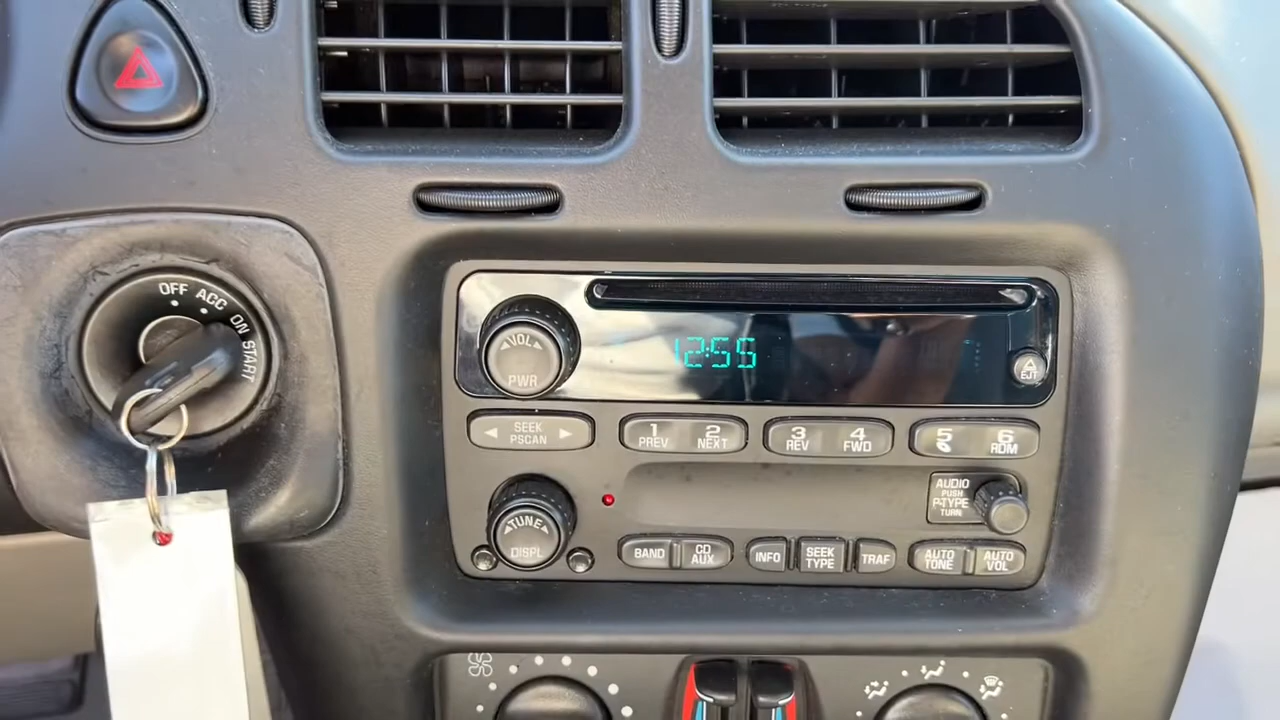 OFF ACC ON START
VOL
PWR
12:55
EJT
SEEK
PSCAN
1 PREV
2 NEXT
3 REV
4 FWD
5
6 RDM
AUDIO
PUSH
P-TYPE
TURN
TUNE
DISPL
BAND
CD AUX
INFO
SEEK TYPE
TRAF
AUTO TONE
AUTO VOL